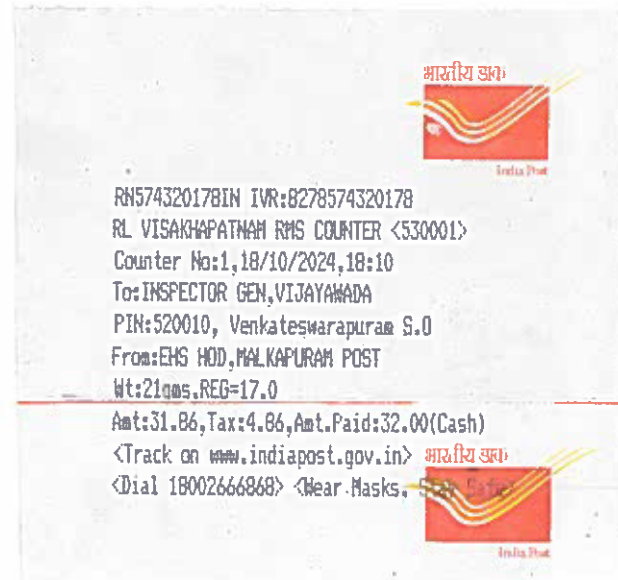 भारतीय डाक
India Post
RN574320178IN IVR:8278574320178
RL VISAKHAPATNAM RMS COUNTER <530001>
Counter No:1,18/10/2024,18:10
To:INSPECTOR GEN,VIJAYAWADA
PIN:520010, Venkateswarapuram S.O
From:EHS HOD,MALKAPURAM POST
Wt:21gms.REG=17.0
Amt:31.86,Tax:4.86,Amt.Paid:32.00(Cash)
<Track on www.indiapost.gov.in>
भारतीय डाक
<Dial 18002666868> <Wear Masks, Stay Safe>
India Post